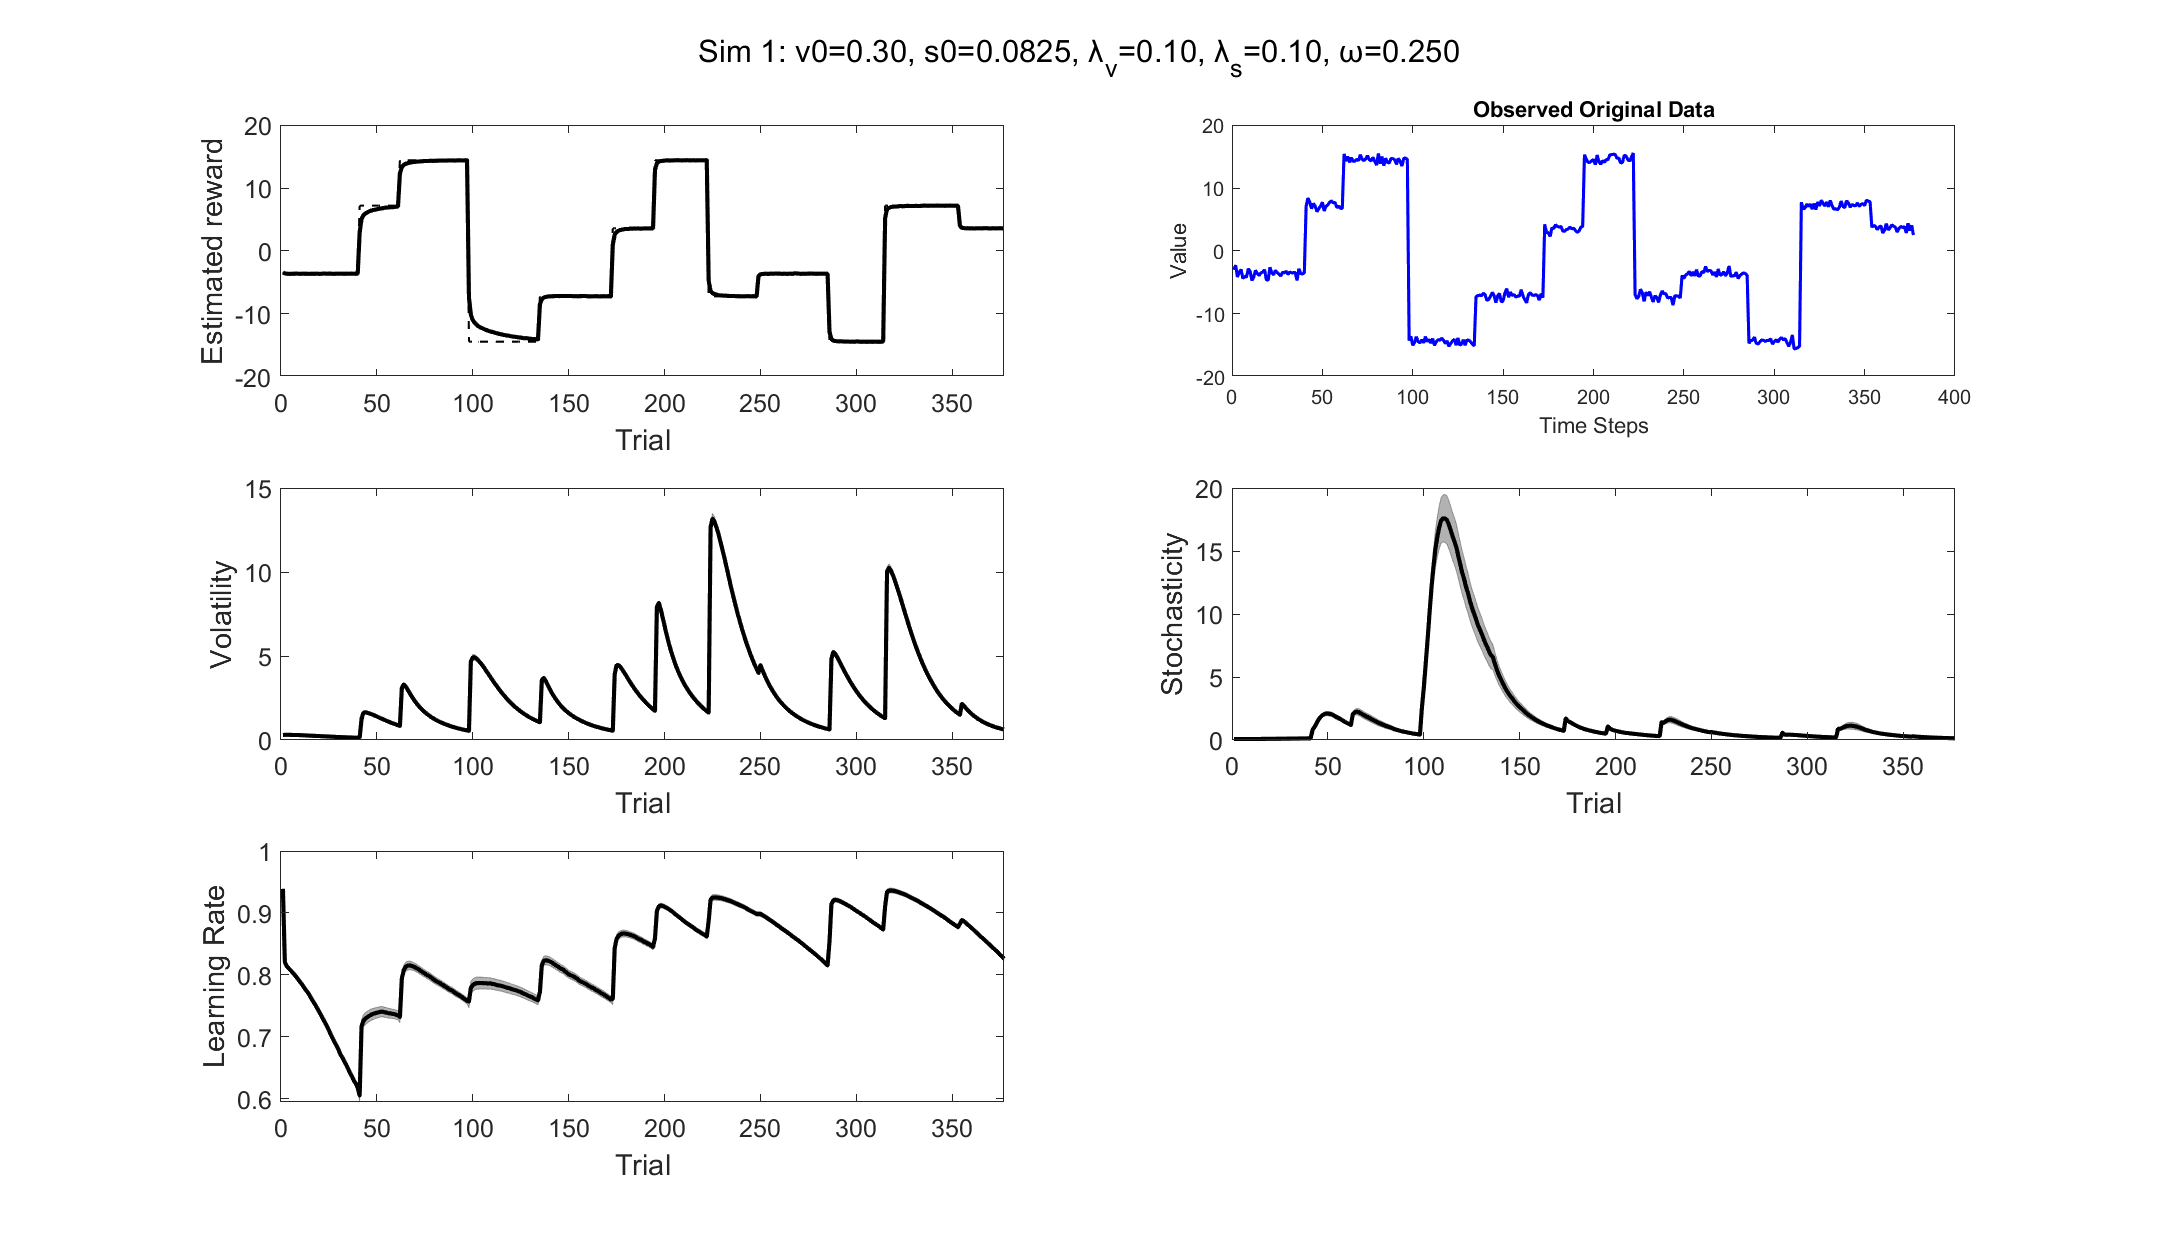 Sim 1: v0=0.30, s0=0.0825, λv=0.10, λs=0.10, ω=0.250
Estimated reward
20
10
0
-10
-20
0 50 100 150 200 250 300 350
Trial
Observed Original Data
Value
20
10
0
-10
-20
0 50 100 150 200 250 300 350 400
Time Steps
Volatility
15
10
5
0
0 50 100 150 200 250 300 350
Trial
Stochasticity
20
15
10
5
0
0 50 100 150 200 250 300 350
Trial
Learning Rate
1
0.9
0.8
0.7
0.6
0 50 100 150 200 250 300 350
Trial